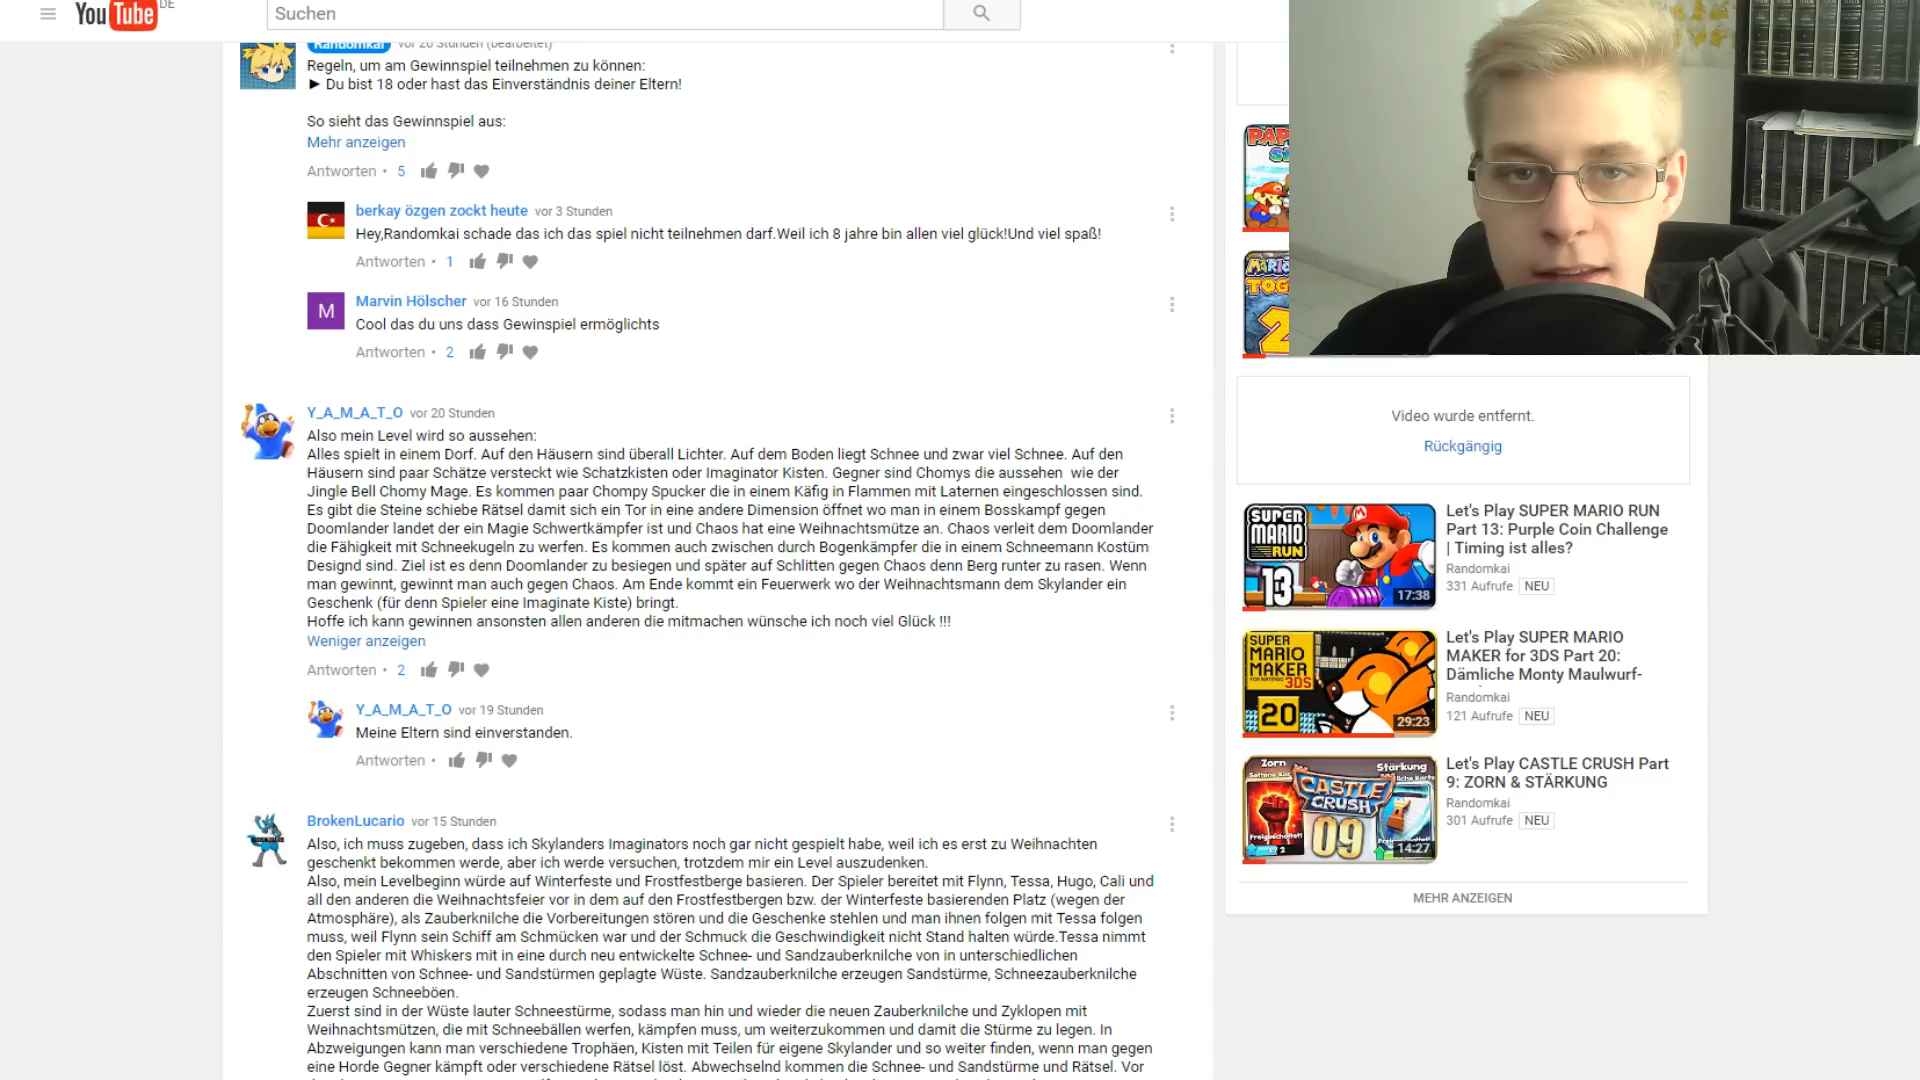 YouTube DE
Suchen
Randomkai vor 20 Stunden (bearbeitet)
Regeln, um am Gewinnspiel teilnehmen zu können:
► Du bist 18 oder hast das Einverständnis deiner Eltern!
So sieht das Gewinnspiel aus:
Mehr anzeigen
Antworten • 5
berkay özgen zockt heute vor 3 Stunden
Hey,Randomkai schade das ich das spiel nicht teilnehmen darf.Weil ich 8 jahre bin allen viel glück!Und viel spaß!
Antworten • 1
M
Marvin Hölscher vor 16 Stunden
Cool das du uns dass Gewinspiel ermöglichts
Antworten • 2
Y_A_M_A_T_O vor 20 Stunden
Also mein Level wird so aussehen:
Alles spielt in einem Dorf. Auf den Häusern sind überall Lichter. Auf dem Boden liegt Schnee und zwar viel Schnee. Auf den
Häusern sind paar Schätze versteckt wie Schatzkisten oder Imaginator Kisten. Gegner sind Chomys die aussehen wie der
Jingle Bell Chomy Mage. Es kommen paar Chompy Spucker die in einem Käfig in Flammen mit Laternen eingeschlossen sind.
Es gibt die Steine schiebe Rätsel damit sich ein Tor in eine andere Dimension öffnet wo man in einem Bosskampf gegen
Doomlander landet der ein Magie Schwertkämpfer ist und Chaos hat eine Weihnachtsmütze an. Chaos verleit dem Doomlander
die Fähigkeit mit Schneekugeln zu werfen. Es kommen auch zwischen durch Bogenkämpfer die in einem Schneemann Kostüm
Designd sind. Ziel ist es denn Doomlander zu besiegen und später auf Schlitten gegen Chaos denn Berg runter zu rasen. Wenn
man gewinnt, gewinnt man auch gegen Chaos. Am Ende kommt ein Feuerwerk wo der Weihnachtsmann dem Skylander ein
Geschenk (für denn Spieler eine Imaginate Kiste) bringt.
Hoffe ich kann gewinnen ansonsten allen anderen die mitmachen wünsche ich noch viel Glück !!!
Weniger anzeigen
Antworten • 2
Y_A_M_A_T_O vor 19 Stunden
Meine Eltern sind einverstanden.
Antworten •
BrokenLucario vor 15 Stunden
Also, ich muss zugeben, dass ich Skylanders Imaginators noch gar nicht gespielt habe, weil ich es erst zu Weihnachten
geschenkt bekommen werde, aber ich werde versuchen, trotzdem mir ein Level auszudenken.
Also, mein Levelbeginn würde auf Winterfeste und Frostfestberge basieren. Der Spieler bereitet mit Flynn, Tessa, Hugo, Cali und
all den anderen die Weihnachtsfeier vor in dem auf den Frostfestbergen bzw. der Winterfeste basierenden Platz (wegen der
Atmosphäre), als Zauberknilche die Vorbereitungen stören und die Geschenke stehlen und man ihnen folgen mit Tessa folgen
muss, weil Flynn sein Schiff am Schmücken war und der Schmuck die Geschwindigkeit nicht Stand halten würde.Tessa nimmt
den Spieler mit Whiskers mit in eine durch neu entwickelte Schnee- und Sandzauberknilche von in unterschiedlichen
Abschnitten von Schnee- und Sandstürmen geplagte Wüste. Sandzauberknilche erzeugen Sandstürme, Schneezauberknilche
erzeugen Schneeböen.
Zuerst sind in der Wüste lauter Schneestürme, sodass man hin und wieder die neuen Zauberknilche und Zyklopen mit
Weihnachtsmützen, die mit Schneebällen werfen, kämpfen muss, um weiterzukommen und damit die Stürme zu legen. In
Abzweigungen kann man verschiedene Trophäen, Kisten mit Teilen für eigene Skylander und so weiter finden, wenn man gegen
eine Horde Gegner kämpft oder verschiedene Rätsel löst. Abwechselnd kommen die Schnee- und Sandstürme und Rätsel. Vor
Video wurde entfernt.
Rückgängig
SUPER
MARIO
RUN
13
17:38
Let's Play SUPER MARIO RUN
Part 13: Purple Coin Challenge
| Timing ist alles?
Randomkai
331 Aufrufe NEU
SUPER
MARIO
MAKER
3DS
20
29:23
Let's Play SUPER MARIO
MAKER for 3DS Part 20:
Dämliche Monty Maulwurf-
Randomkai
121 Aufrufe NEU
Zorn
Stärkung
CASTLE
CRUSH
09
14:27
Let's Play CASTLE CRUSH Part
9: ZORN & STÄRKUNG
Randomkai
301 Aufrufe NEU
MEHR ANZEIGEN